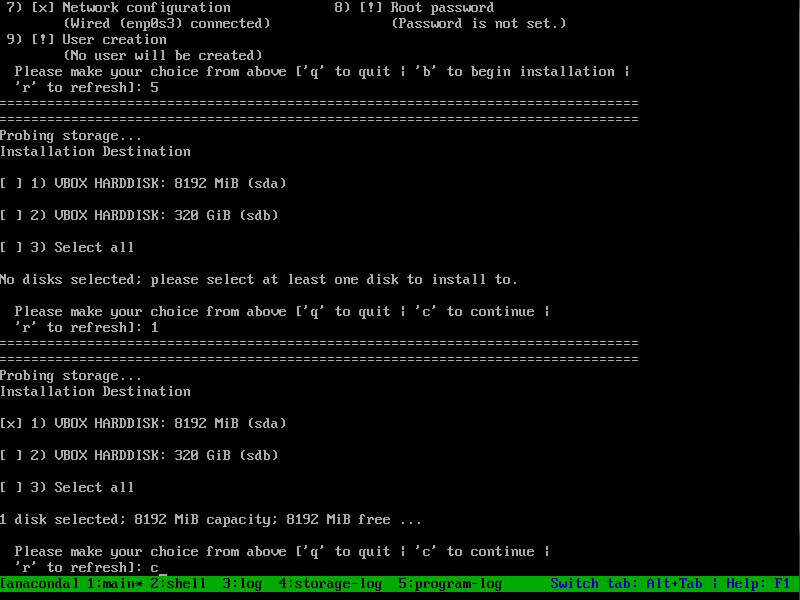 7) [x] Network configuration 8) [!] Root password
(Wired (enp0s3) connected) (Password is not set.)
9) [!] User creation
(No user will be created)
Please make your choice from above ['q' to quit | 'b' to begin installation |
'r' to refresh]: 5
================================================================================
================================================================================
Probing storage...
Installation Destination
[ ] 1) VBOX HARDDISK: 8192 MiB (sda)
[ ] 2) VBOX HARDDISK: 320 GiB (sdb)
[ ] 3) Select all
No disks selected; please select at least one disk to install to.
Please make your choice from above ['q' to quit | 'c' to continue |
'r' to refresh]: 1
================================================================================
================================================================================
Probing storage...
Installation Destination
[x] 1) VBOX HARDDISK: 8192 MiB (sda)
[ ] 2) VBOX HARDDISK: 320 GiB (sdb)
[ ] 3) Select all
1 disk selected; 8192 MiB capacity; 8192 MiB free ...
Please make your choice from above ['q' to quit | 'c' to continue |
'r' to refresh]: c_
[anaconda] 1:main* 2:shell 3:log 4:storage-log 5:program-log Switch tab: Alt+Tab | Help: F1